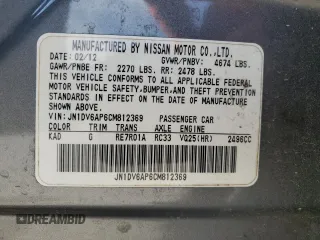 MANUFACTURED BY NISSAN MOTOR CO.,LTD.
DATE: 02/12 GVWR/PNBV: 4674 LBS.
GAWR/PNBE FR: 2270 LBS. RR: 2478 LBS.
THIS VEHICLE CONFORMS TO ALL APPLICABLE FEDERAL
MOTOR VEHICLE SAFETY,BUMPER,AND THEFT PREVENTION
STANDARDS IN EFFECT ON THE DATE OF MANUFACTURE
SHOWN ABOVE.
VIN: JN1DV6AP6CM812369 PASSENGER CAR
COLOR TRIM TRANS AXLE ENGINE
KAD G RE7R01A RC33 VQ25(HR) 2496CC
JN1DV6AP6CM812369
© iDriveSafely